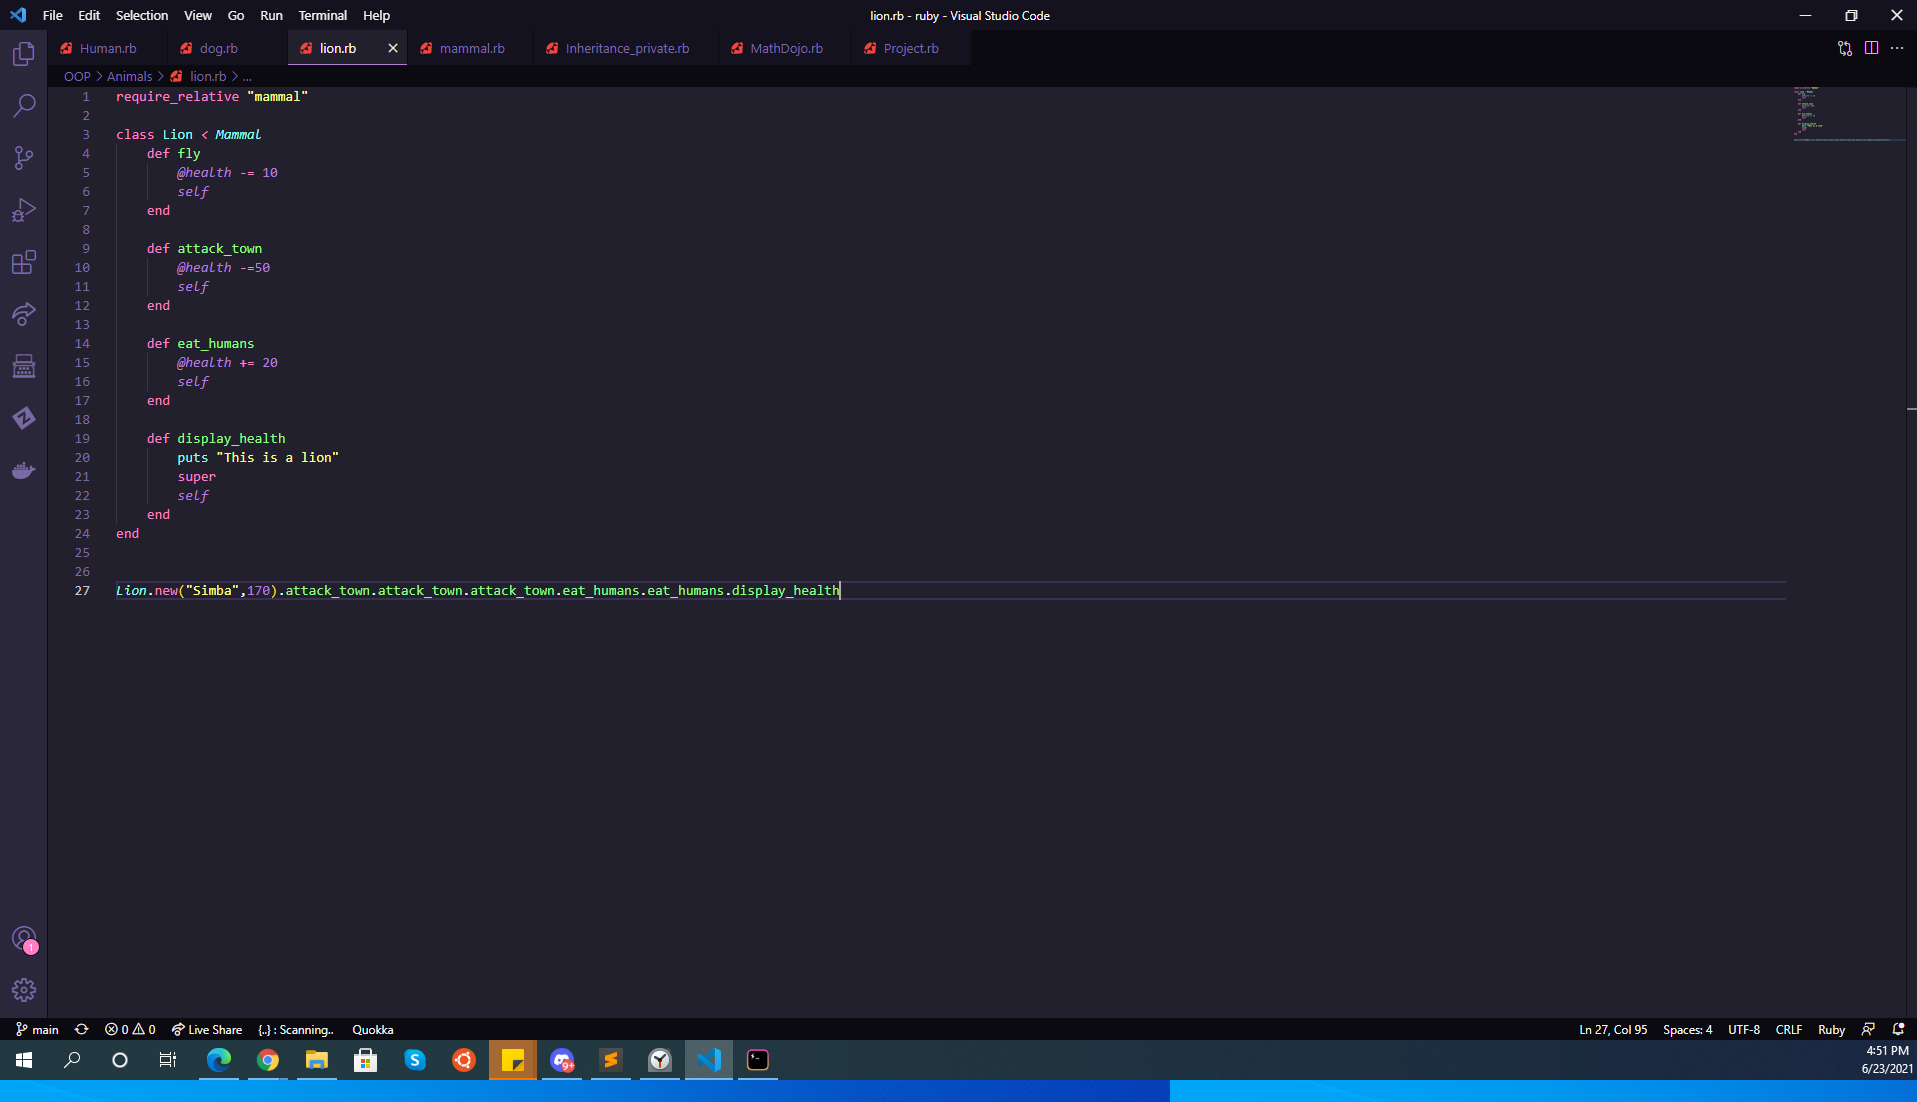 File Edit Selection View Go Run Terminal Help lion.rb - ruby - Visual Studio Code
Human.rb dog.rb lion.rb mammal.rb Inheritance_private.rb MathDojo.rb Project.rb
OOP > Animals > lion.rb > ...
1 require_relative "mammal"
2
3 class Lion < Mammal
4 def fly
5 @health -= 10
6 self
7 end
8
9 def attack_town
10 @health -=50
11 self
12 end
13
14 def eat_humans
15 @health += 20
16 self
17 end
18
19 def display_health
20 puts "This is a lion"
21 super
22 self
23 end
24 end
25
26
27 Lion.new("Simba",170).attack_town.attack_town.attack_town.eat_humans.eat_humans.display_health
1
main 0 0 Live Share {..} : Scanning.. Quokka Ln 27, Col 95 Spaces: 4 UTF-8 CRLF Ruby
9+
4:51 PM
6/23/2021